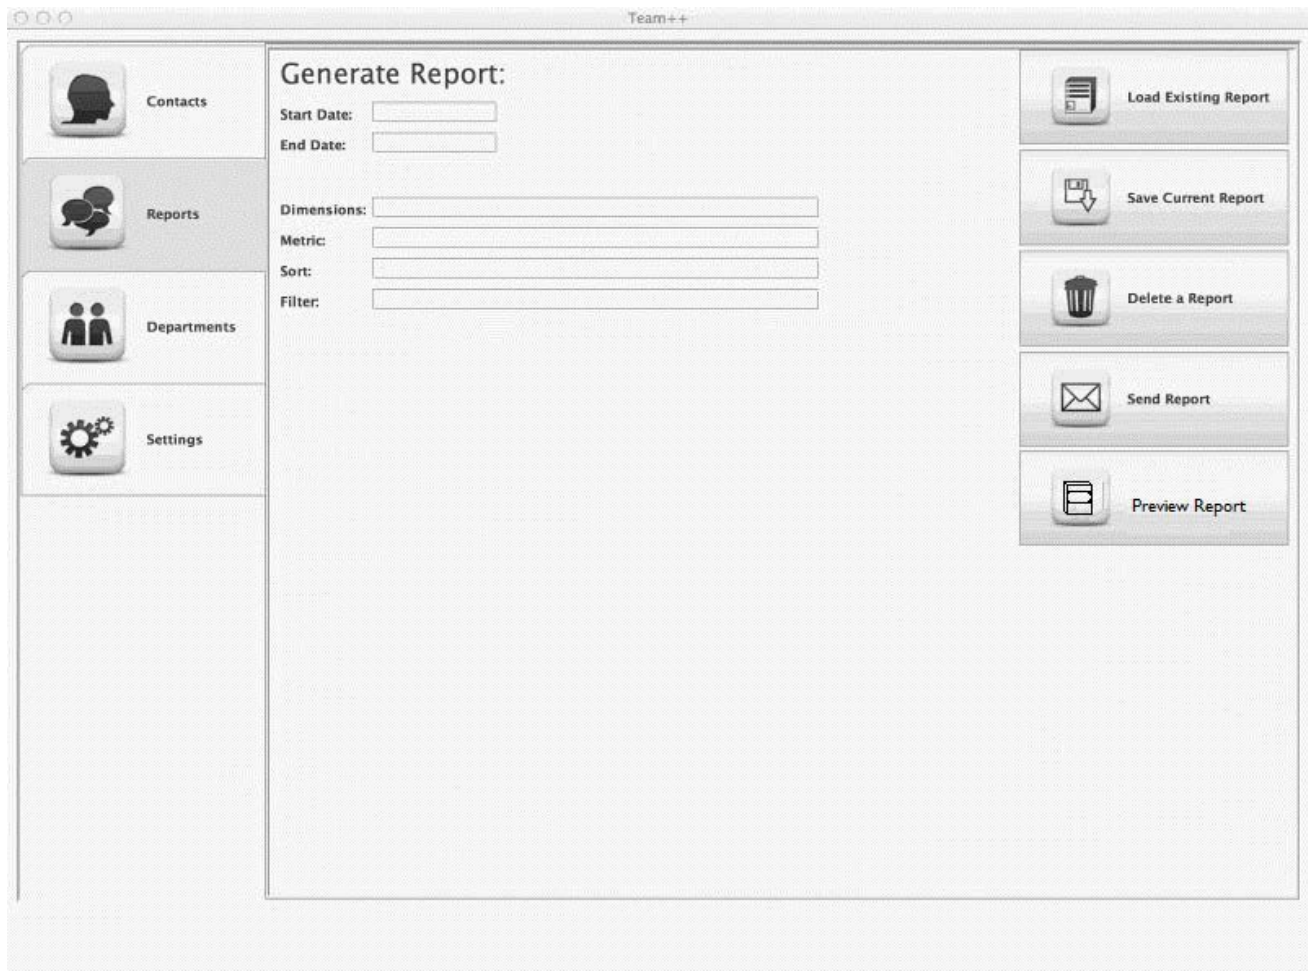 Team++
Contacts
Reports
Departments
Settings
Generate Report:
Start Date:
End Date:
Dimensions:
Metric:
Sort:
Filter:
Load Existing Report
Save Current Report
Delete a Report
Send Report
Preview Report